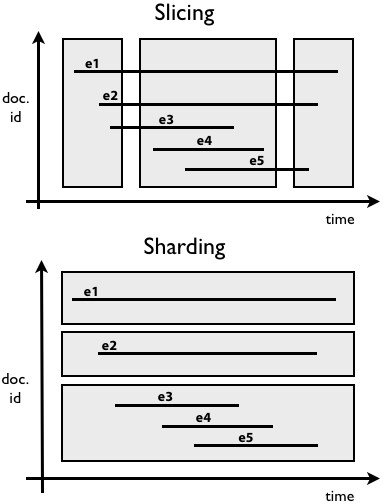 Slicing
doc.
id
e1
e2
e3
e4
e5
time
Sharding
doc.
id
e1
e2
e3
e4
e5
time